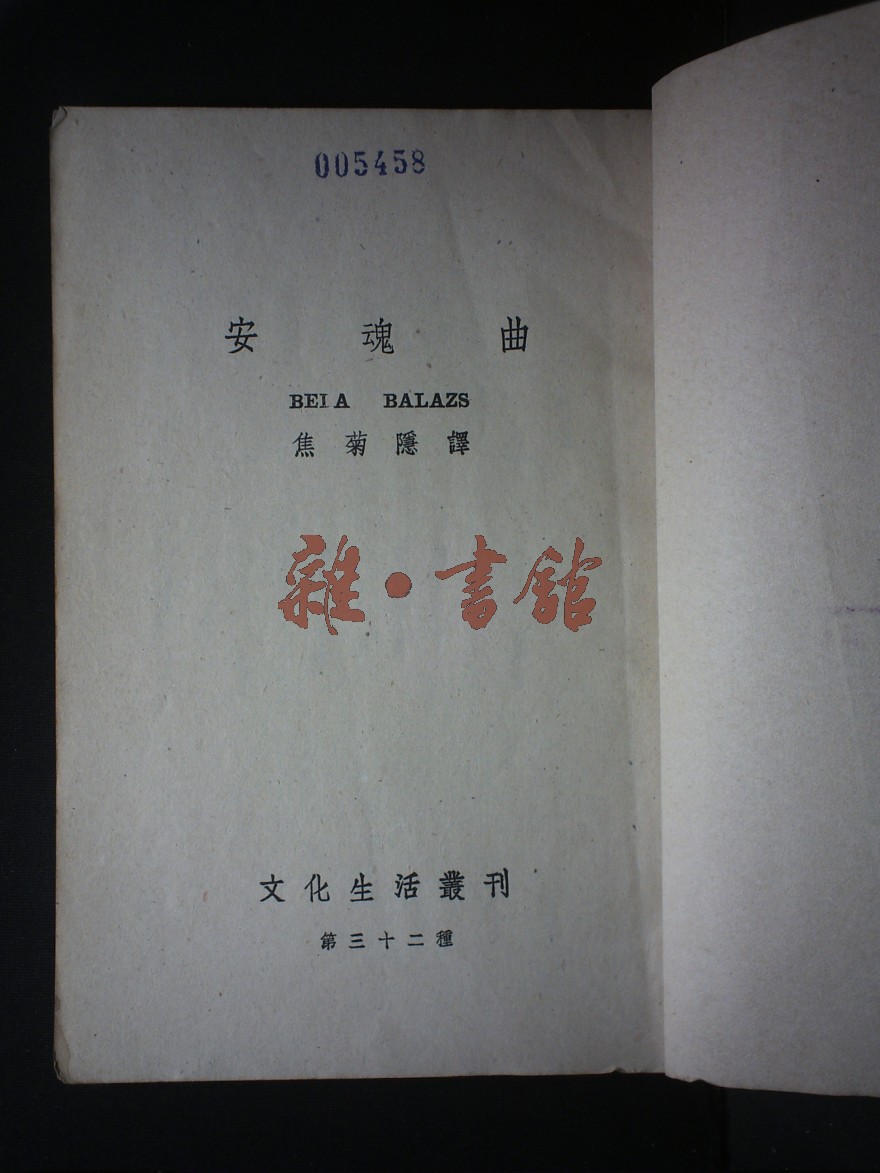 005458
安魂曲
BELA BALAZS
焦菊隱譯
雜·書館
文化生活叢刊
第三十二種